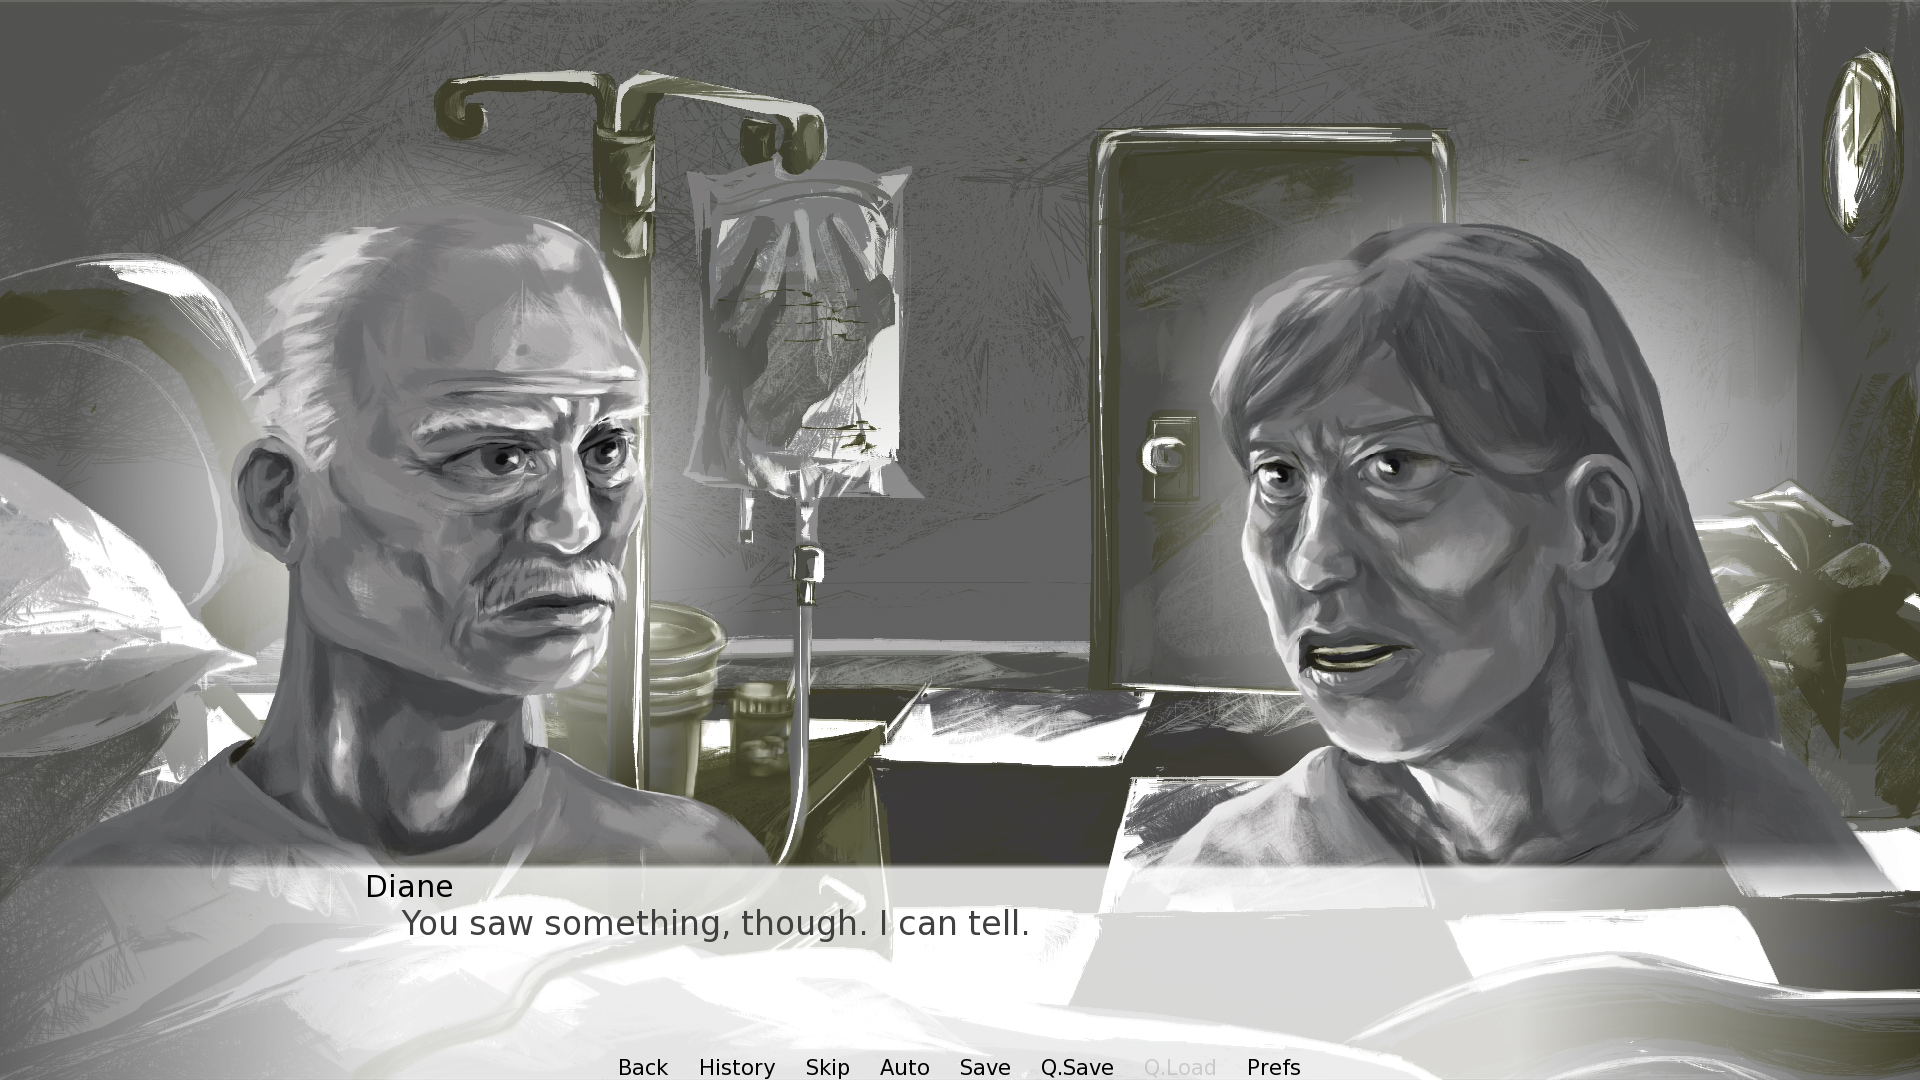 Diane
You saw something, though. I can tell.
Back History Skip Auto Save Q.Save Q.Load Prefs